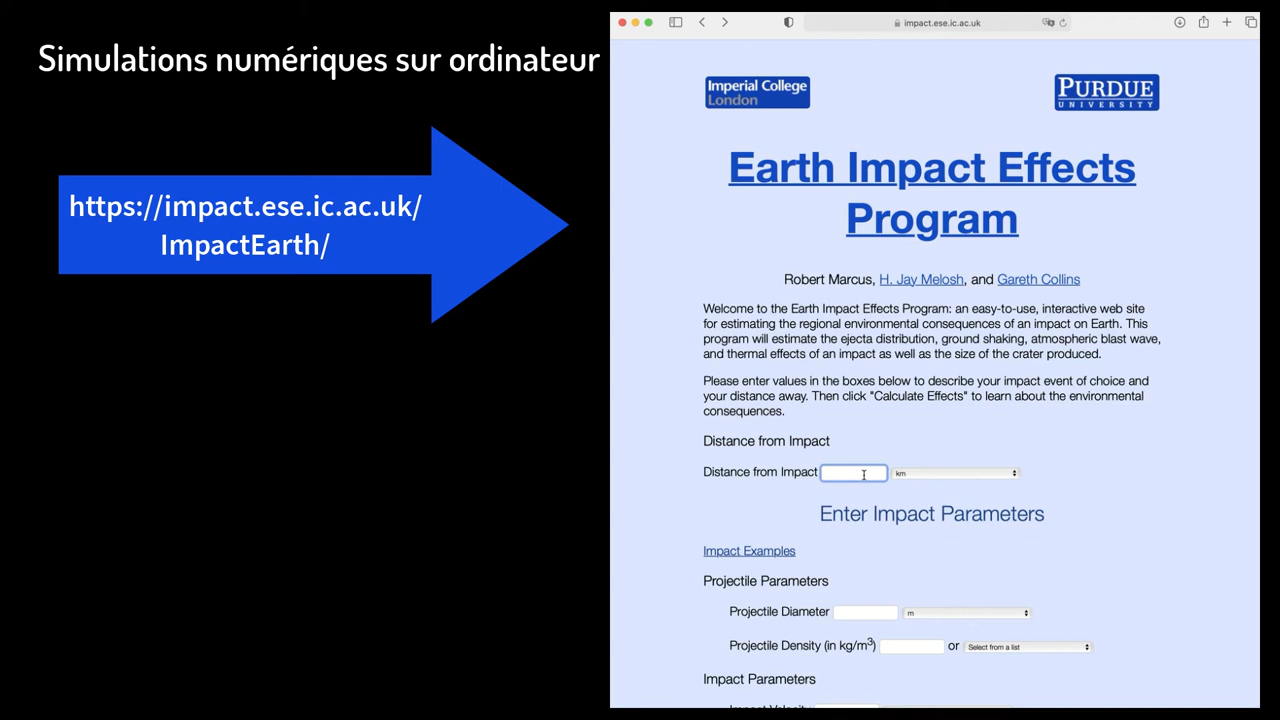 Simulations numériques sur ordinateur
https://impact.ese.ic.ac.uk/
ImpactEarth/
impact.ese.ic.ac.uk
Imperial College
London
PURDUE
UNIVERSITY
Earth Impact Effects
Program
Robert Marcus, H. Jay Melosh, and Gareth Collins
Welcome to the Earth Impact Effects Program: an easy-to-use, interactive web site
for estimating the regional environmental consequences of an impact on Earth. This
program will estimate the ejecta distribution, ground shaking, atmospheric blast wave,
and thermal effects of an impact as well as the size of the crater produced.
Please enter values in the boxes below to describe your impact event of choice and
your distance away. Then click "Calculate Effects" to learn about the environmental
consequences.
Distance from Impact
Distance from Impact km
Enter Impact Parameters
Impact Examples
Projectile Parameters
Projectile Diameter m
Projectile Density (in kg/m³) or Select from a list
Impact Parameters
Impact Velocity